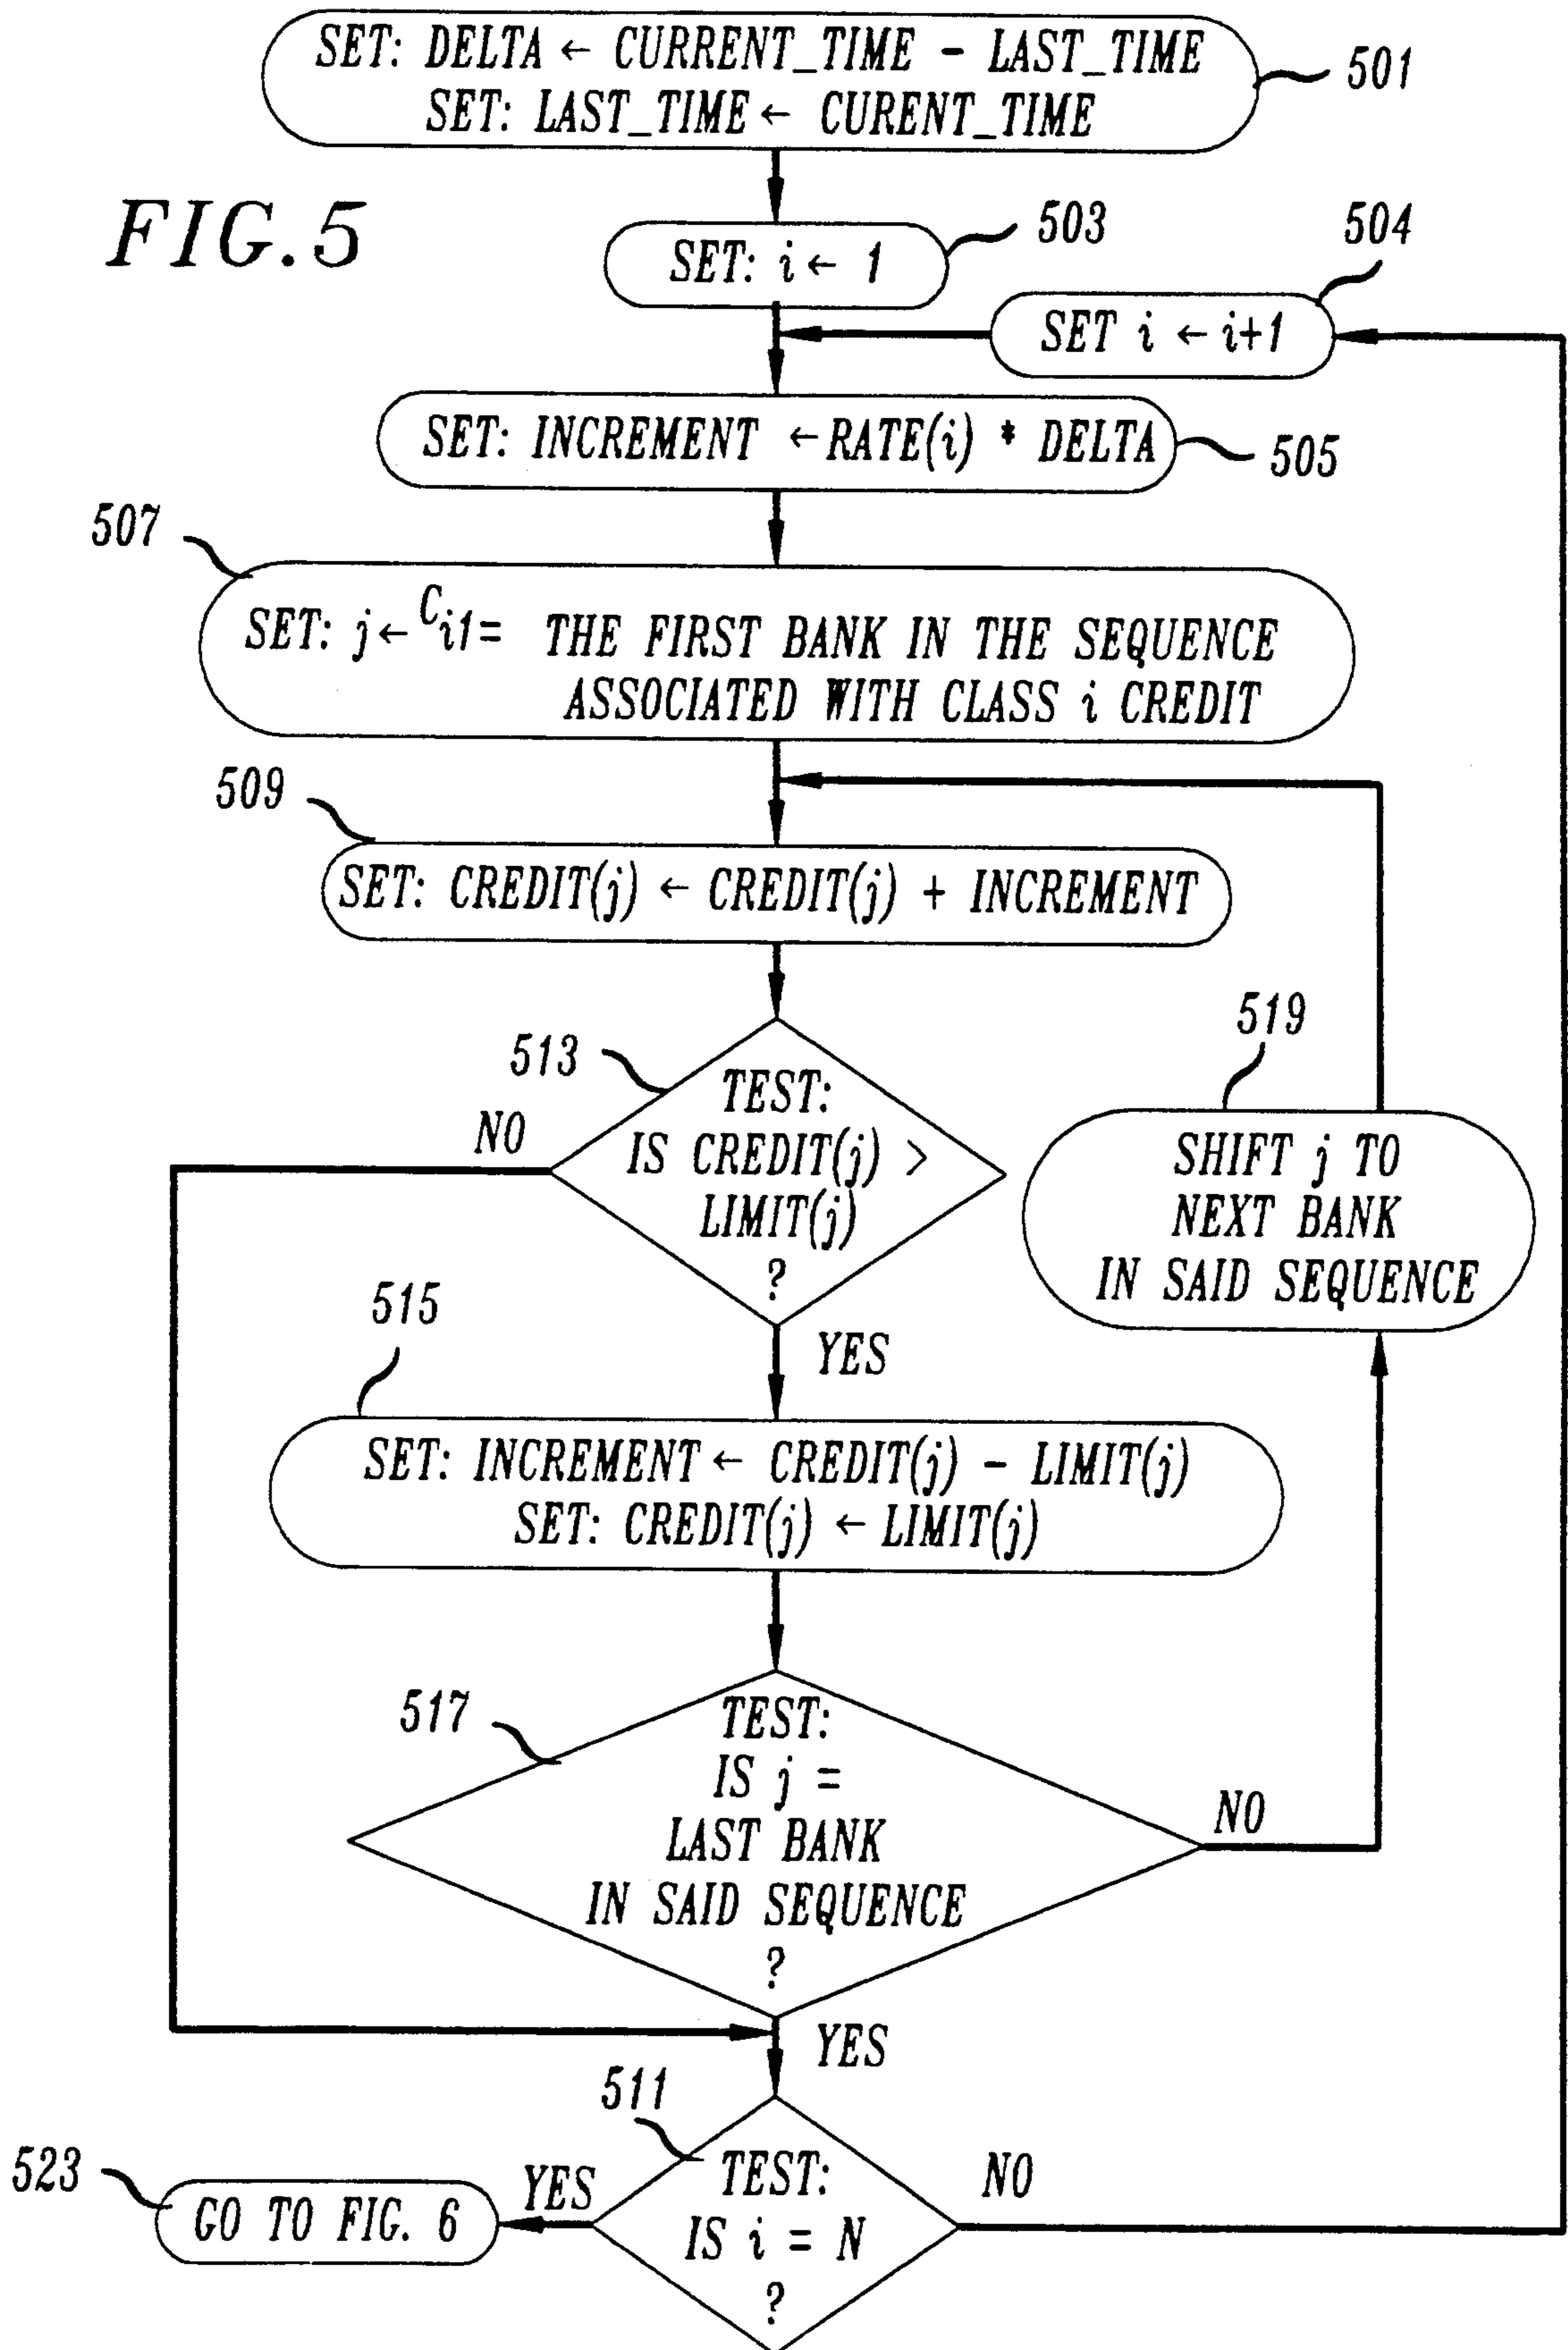 SET: DELTA ← CURRENT_TIME - LAST_TIME
SET: LAST_TIME ← CURENT_TIME
501
FIG. 5
SET: i ← 1
503
504
SET i ← i+1
SET: INCREMENT ← RATE(i) * DELTA
505
507
SET: j ← Ci1 = THE FIRST BANK IN THE SEQUENCE
ASSOCIATED WITH CLASS i CREDIT
509
SET: CREDIT(j) ← CREDIT(j) + INCREMENT
513
TEST:
IS CREDIT(j) >
LIMIT(j)
?
NO
YES
519
SHIFT j TO
NEXT BANK
IN SAID SEQUENCE
515
SET: INCREMENT ← CREDIT(j) - LIMIT(j)
SET: CREDIT(j) ← LIMIT(j)
517
TEST:
IS j =
LAST BANK
IN SAID SEQUENCE
?
NO
YES
511
TEST:
IS i = N
?
NO
YES
523
GO TO FIG. 6